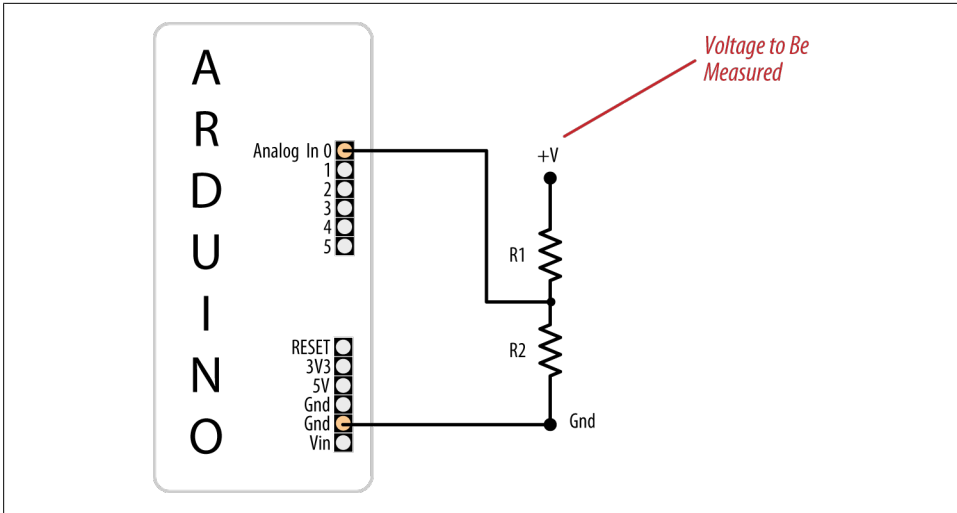 A
R
D
U
I
N
O
Analog In 0
1
2
3
4
5
RESET
3V3
5V
Gnd
Gnd
Vin
Voltage to Be
Measured
+V
R1
R2
Gnd